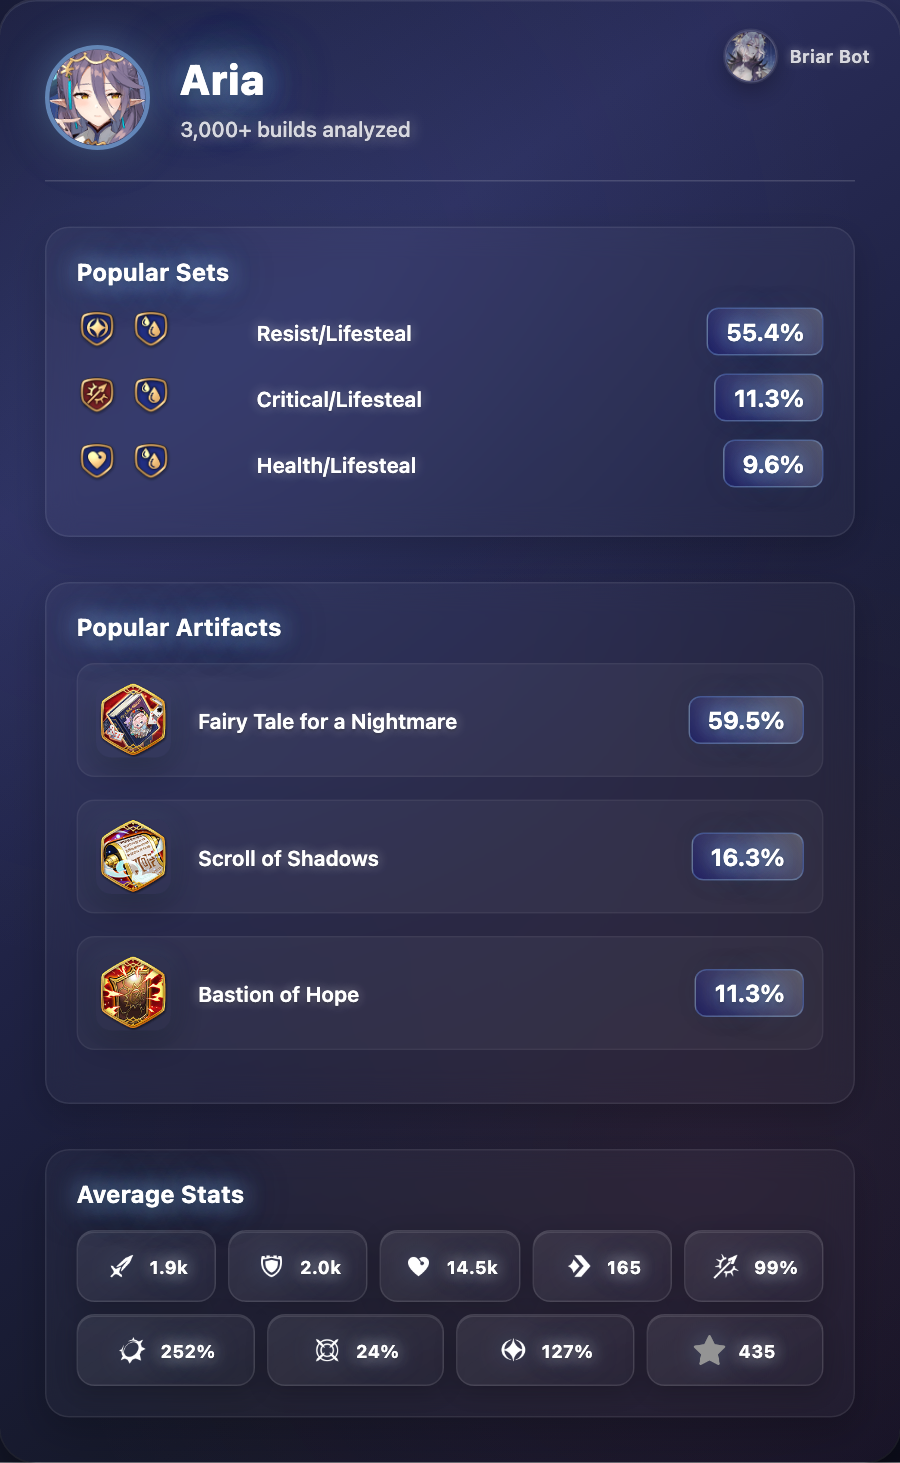 Aria
3,000+ builds analyzed
Briar Bot
Popular Sets
Resist/Lifesteal 55.4%
Critical/Lifesteal 11.3%
Health/Lifesteal 9.6%
Popular Artifacts
Fairy Tale for a Nightmare 59.5%
Scroll of Shadows 16.3%
Bastion of Hope 11.3%
Average Stats
1.9k 2.0k 14.5k 165 99%
252% 24% 127% 435